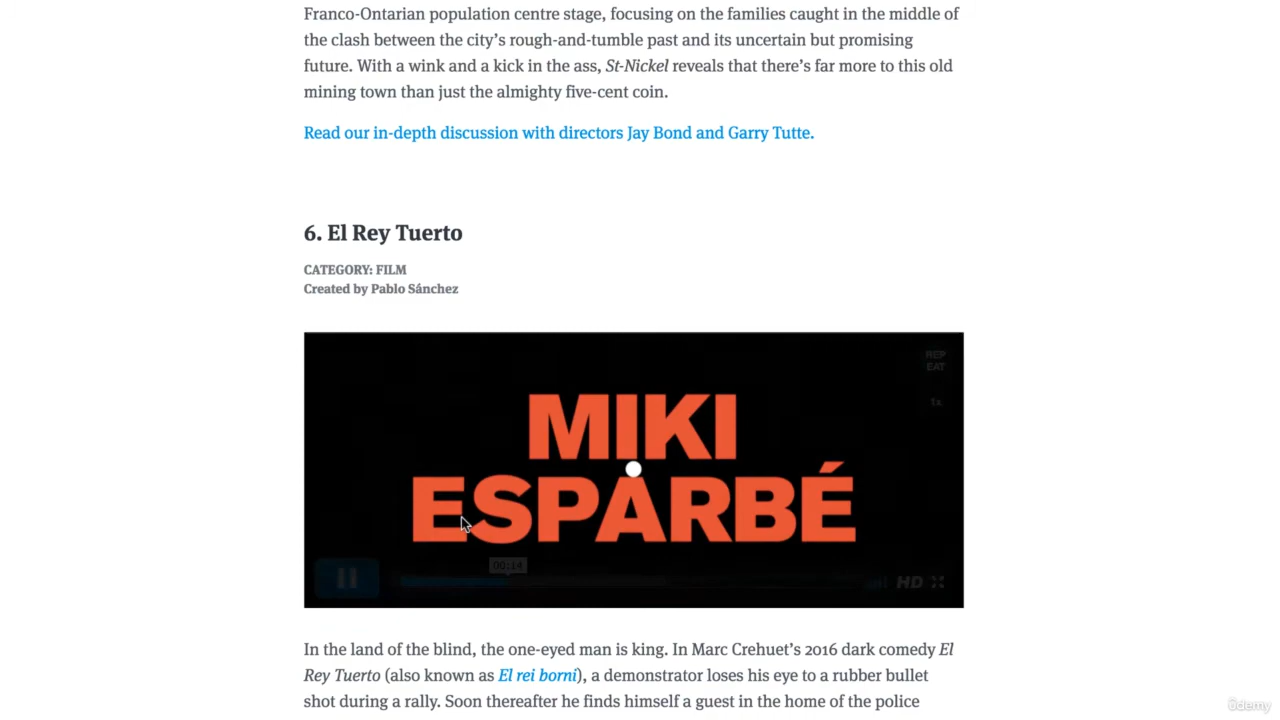 Franco-Ontarian population centre stage, focusing on the families caught in the middle of
the clash between the city’s rough-and-tumble past and its uncertain but promising
future. With a wink and a kick in the ass, St-Nickel reveals that there’s far more to this old
mining town than just the almighty five-cent coin.
Read our in-depth discussion with directors Jay Bond and Garry Tutte.
6. El Rey Tuerto
CATEGORY: FILM
Created by Pablo Sánchez
REP
EAT
1x
MIKI
ESPARBÉ
00:14
HD
In the land of the blind, the one-eyed man is king. In Marc Crehuet’s 2016 dark comedy El
Rey Tuerto (also known as El rei borni), a demonstrator loses his eye to a rubber bullet
shot during a rally. Soon thereafter he finds himself a guest in the home of the police
ûdemy